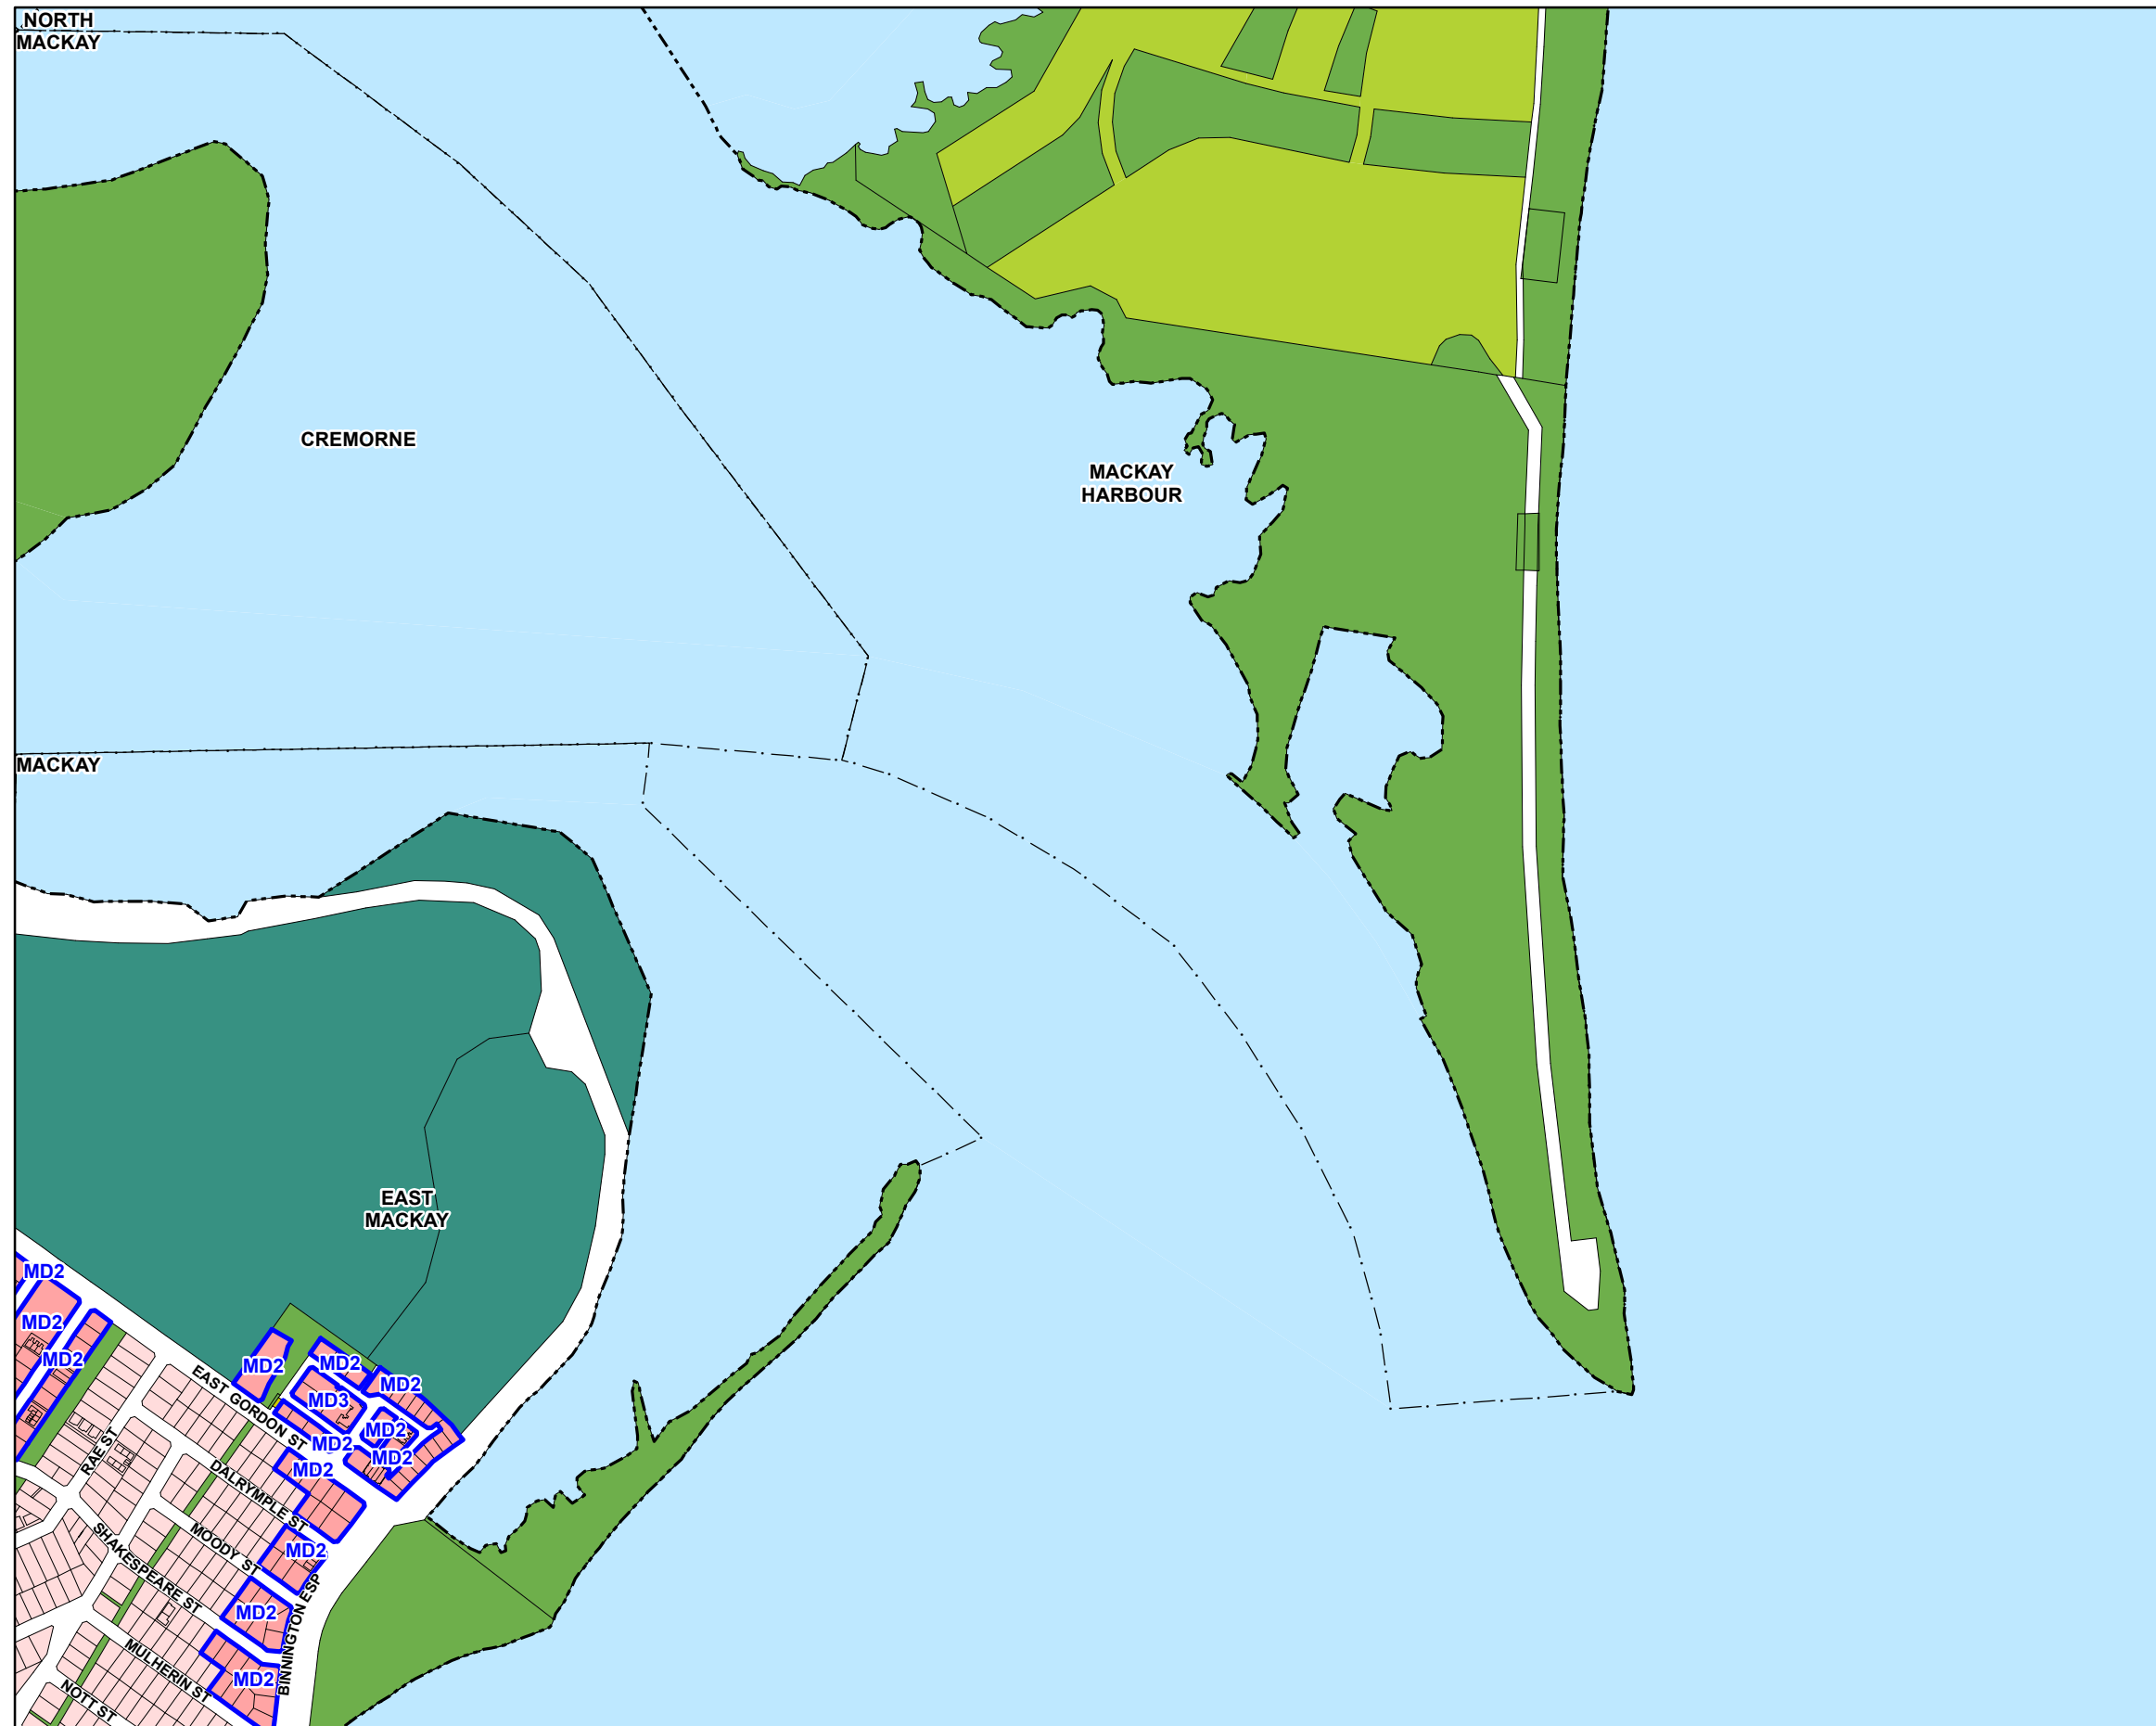 NORTH
MACKAY
CREMORNE
MACKAY
HARBOUR
MACKAY
EAST
MACKAY
MD2
MD2
MD2
MD2
MD2
MD2
MD3
MD2
MD2
MD2
MD2
MD2
MD2
MD2
EAST GORDON ST
RAE ST
DALRYMPLE ST
MOODY ST
SHAKESPEARE ST
BINNINGTON ESP
MULHERIN ST
NOTT ST